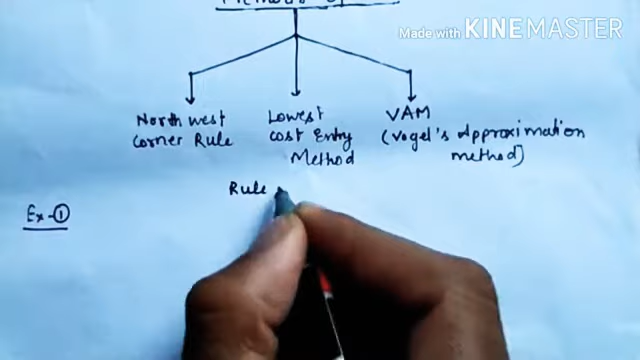 Made with KINEMASTER
North west
Corner Rule
Lowest
Cost Entry
Method
VAM
(Vogel's Approximation
method)
Rule
Ex-①